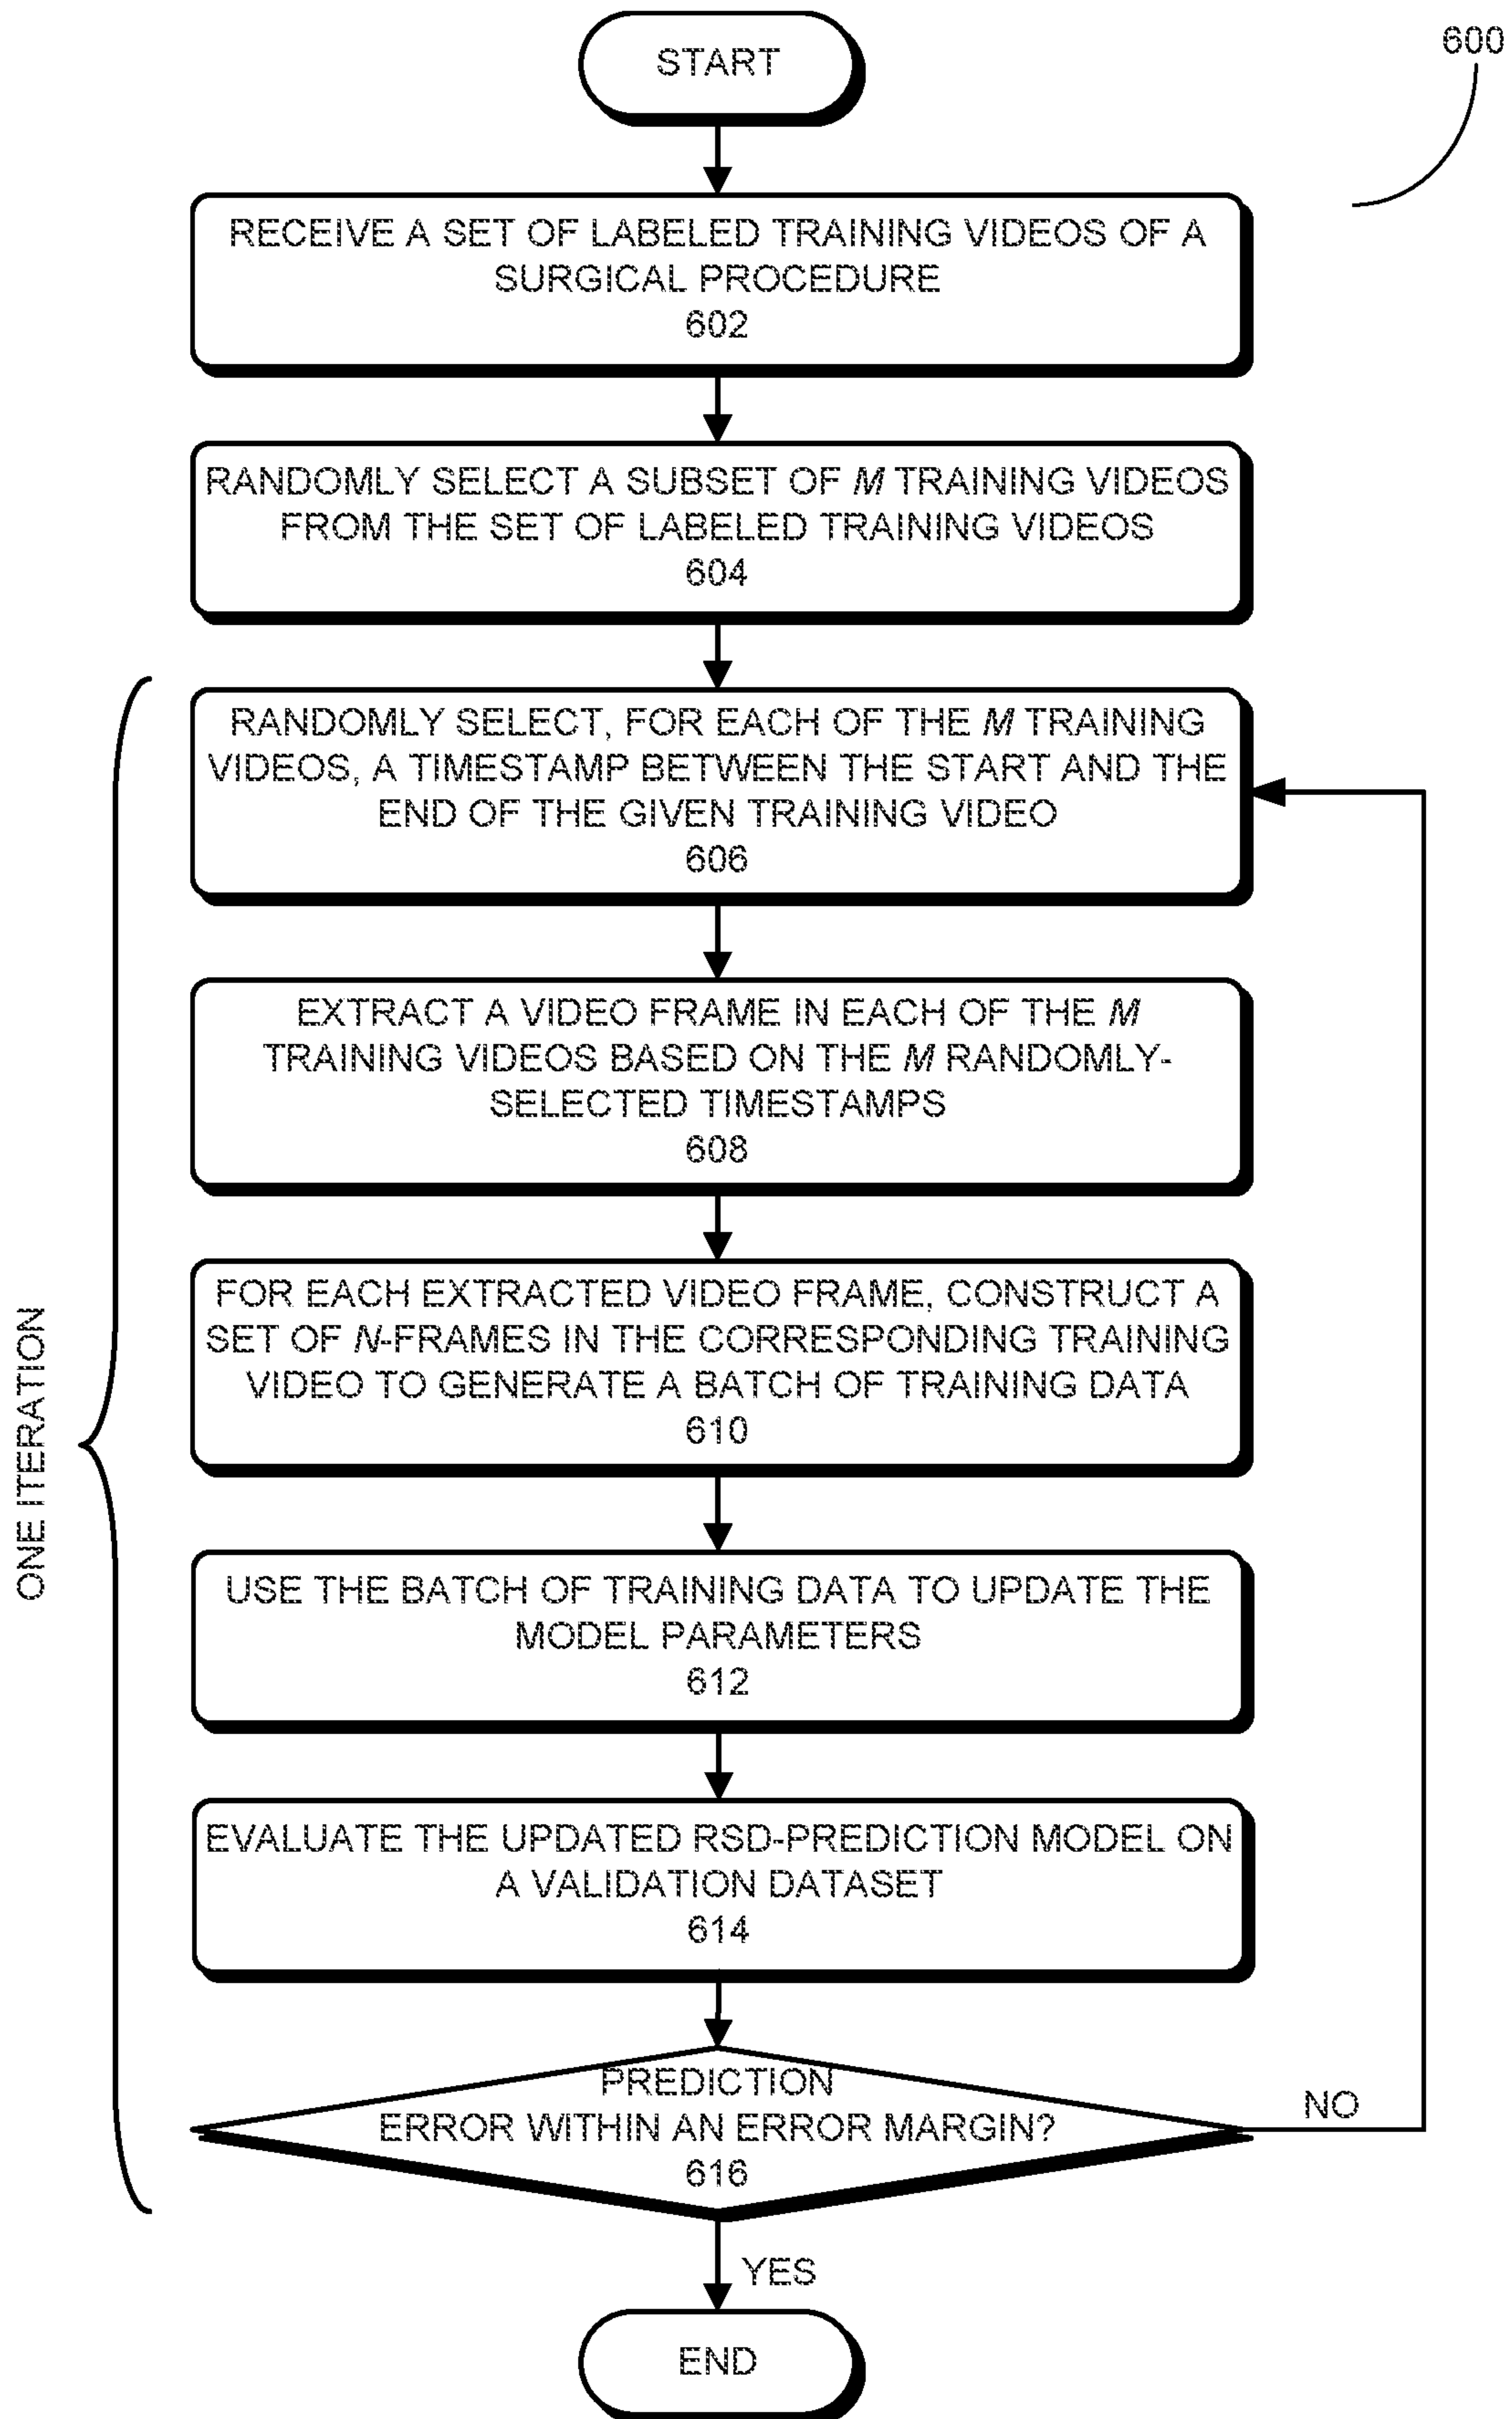 START
600
RECEIVE A SET OF LABELED TRAINING VIDEOS OF A
SURGICAL PROCEDURE
602
RANDOMLY SELECT A SUBSET OF M TRAINING VIDEOS
FROM THE SET OF LABELED TRAINING VIDEOS
604
RANDOMLY SELECT, FOR EACH OF THE M TRAINING
VIDEOS, A TIMESTAMP BETWEEN THE START AND THE
END OF THE GIVEN TRAINING VIDEO
606
EXTRACT A VIDEO FRAME IN EACH OF THE M
TRAINING VIDEOS BASED ON THE M RANDOMLY-
SELECTED TIMESTAMPS
608
FOR EACH EXTRACTED VIDEO FRAME, CONSTRUCT A
SET OF N-FRAMES IN THE CORRESPONDING TRAINING
VIDEO TO GENERATE A BATCH OF TRAINING DATA
610
ONE ITERATION
USE THE BATCH OF TRAINING DATA TO UPDATE THE
MODEL PARAMETERS
612
EVALUATE THE UPDATED RSD-PREDICTION MODEL ON
A VALIDATION DATASET
614
PREDICTION
ERROR WITHIN AN ERROR MARGIN?
616
NO
YES
END